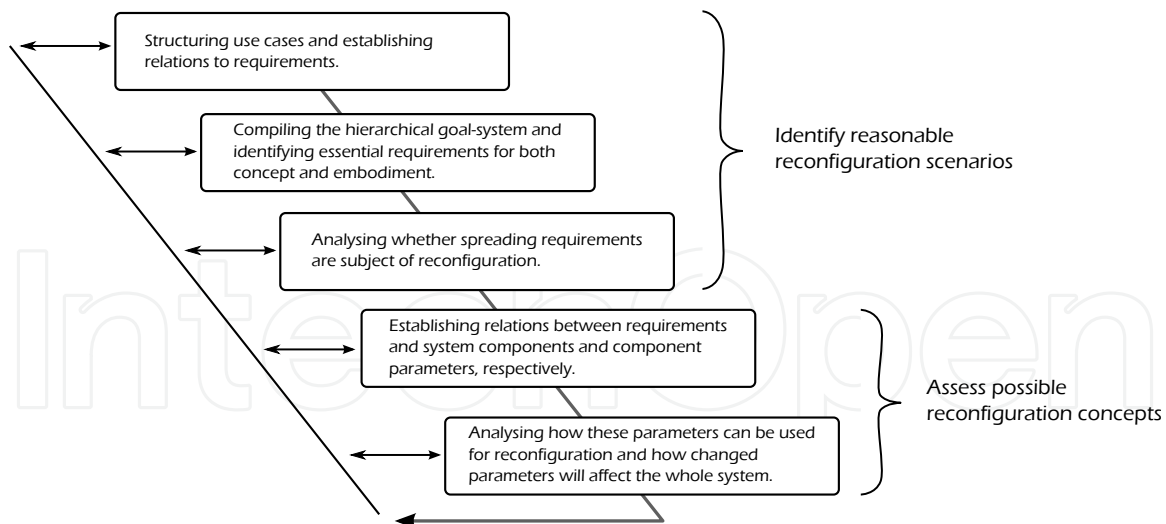 Structuring use cases and establishing
relations to requirements.
Compiling the hierarchical goal-system and
identifying essential requirements for both
concept and embodiment.
Identify reasonable
reconfiguration scenarios
Analysing whether spreading requirements
are subject of reconfiguration.
Establishing relations between requirements
and system components and component
parameters, respectively.
Assess possible
reconfiguration concepts
Analysing how these parameters can be used
for reconfiguration and how changed
parameters will affect the whole system.
IntechOpen